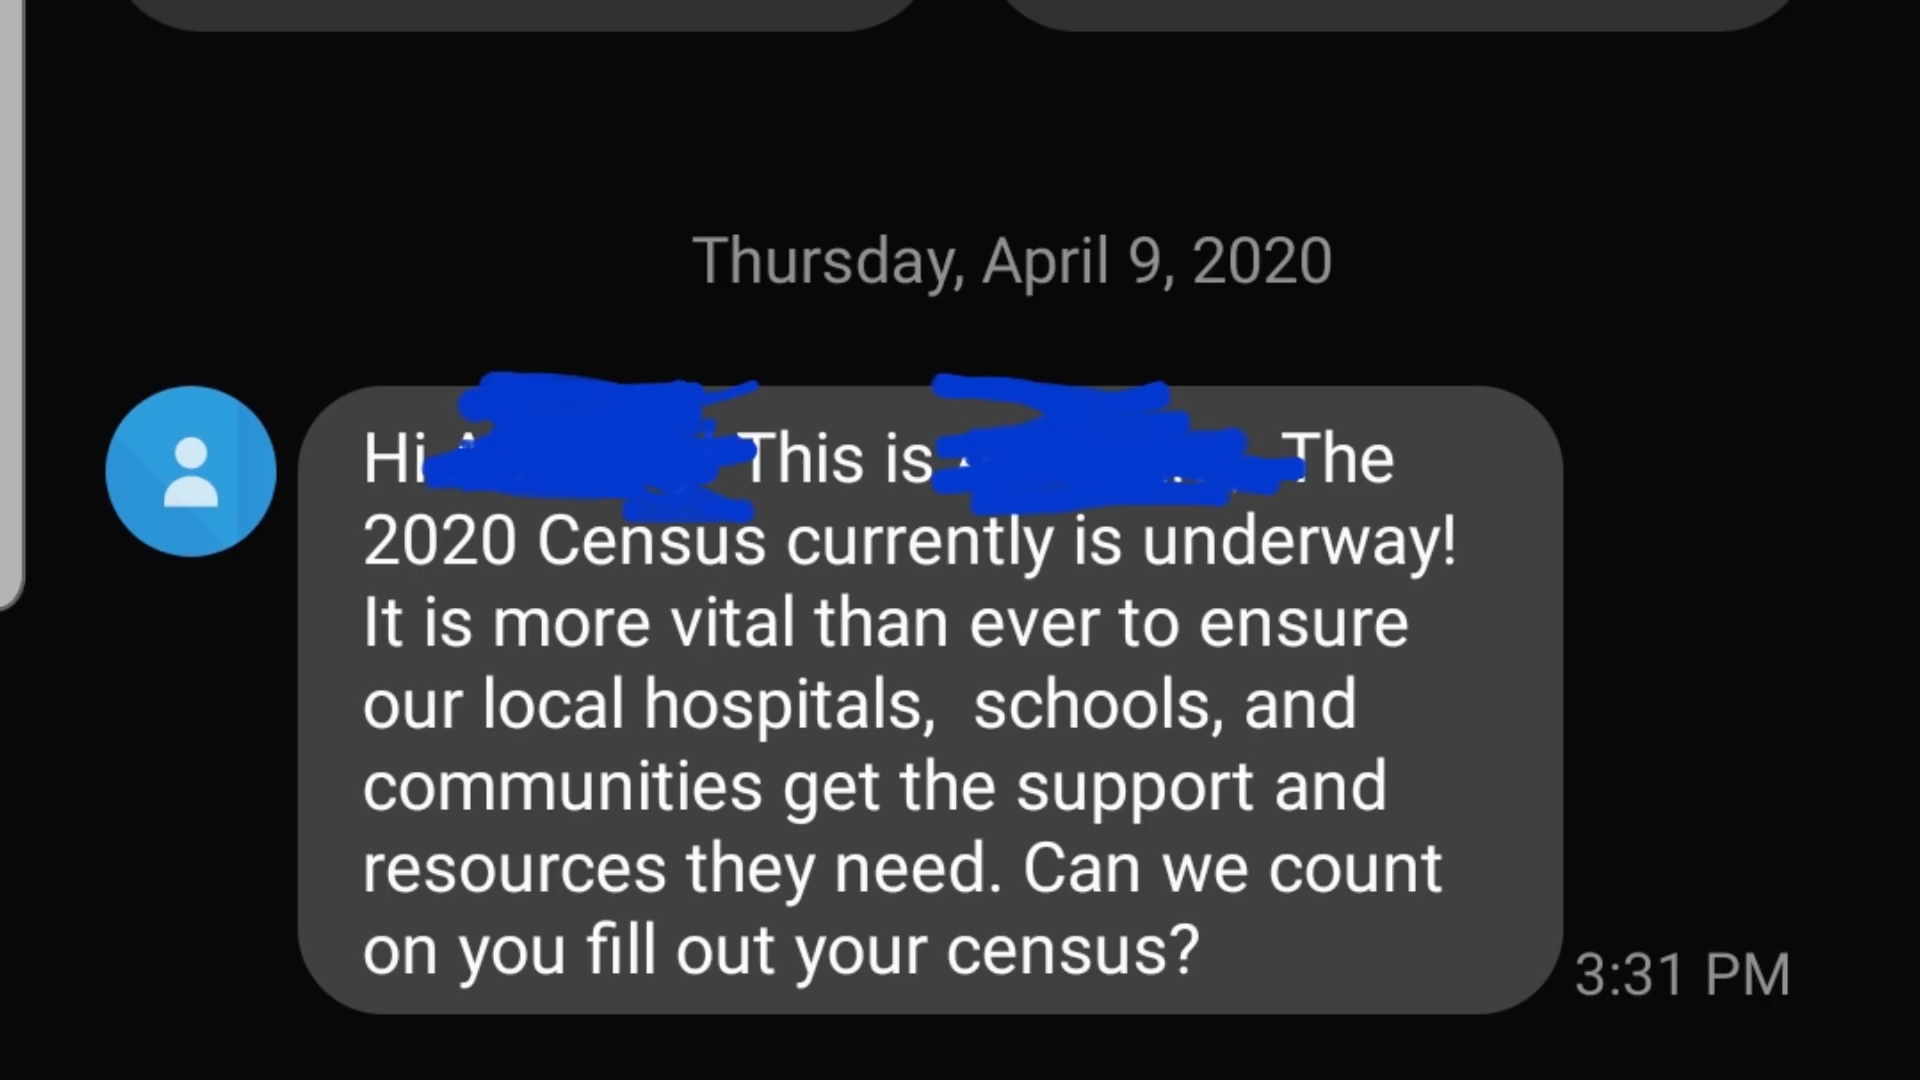 Thursday, April 9, 2020
Hi This is The
2020 Census currently is underway!
It is more vital than ever to ensure
our local hospitals,  schools, and
communities get the support and
resources they need. Can we count
on you fill out your census?
3:31 PM